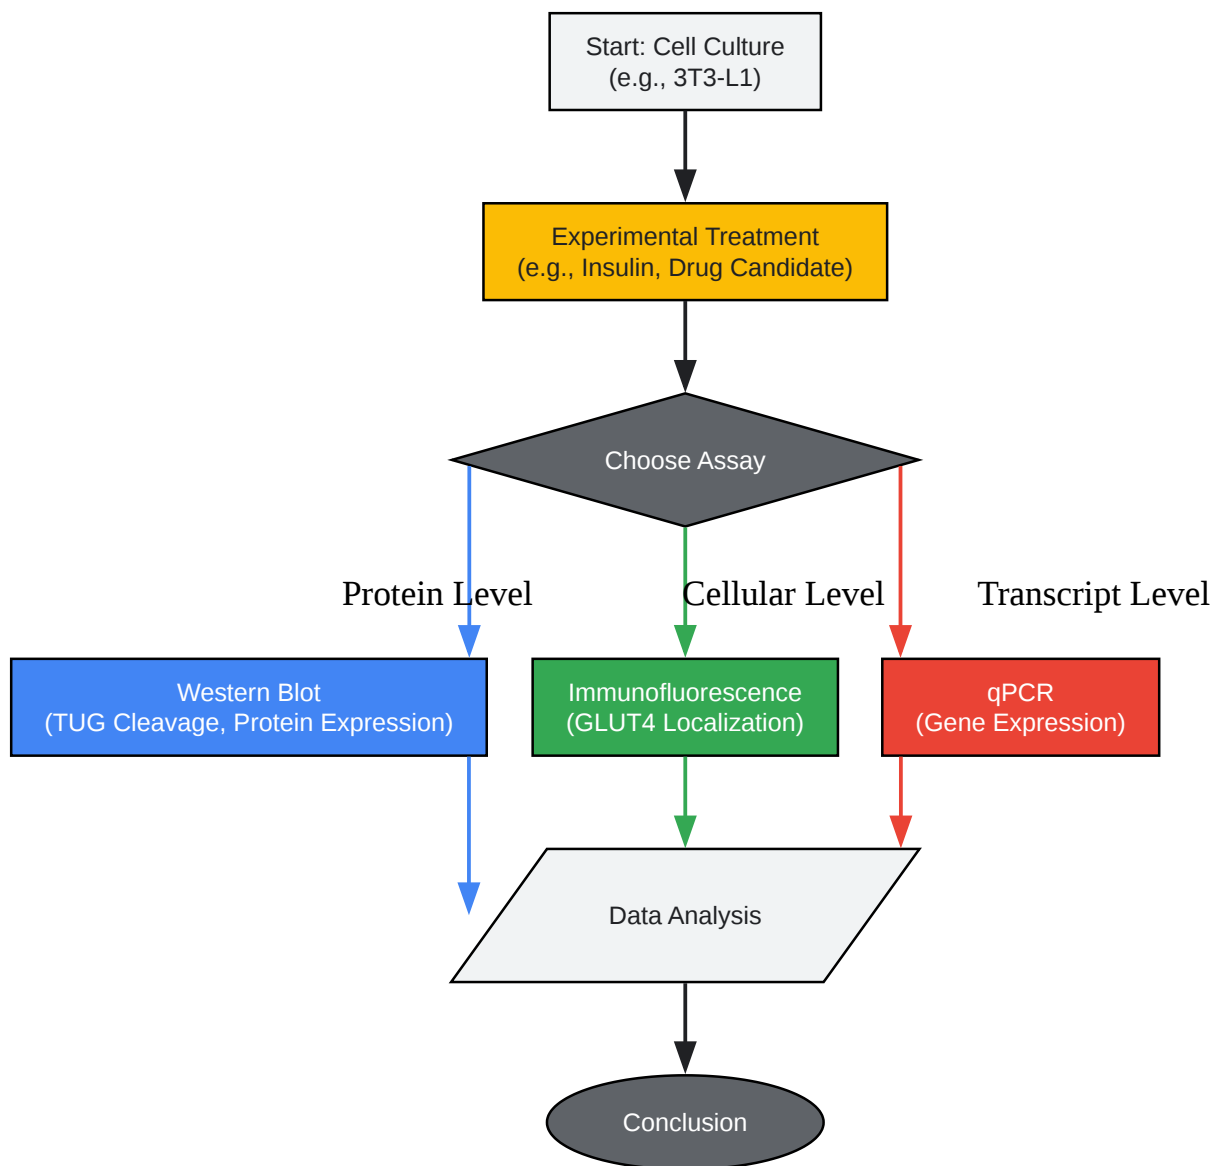 Start: Cell Culture
(e.g., 3T3-L1)
Experimental Treatment
(e.g., Insulin, Drug Candidate)
Choose Assay
Protein Level
Cellular Level
Transcript Level
Western Blot
(TUG Cleavage, Protein Expression)
Immunofluorescence
(GLUT4 Localization)
qPCR
(Gene Expression)
Data Analysis
Conclusion